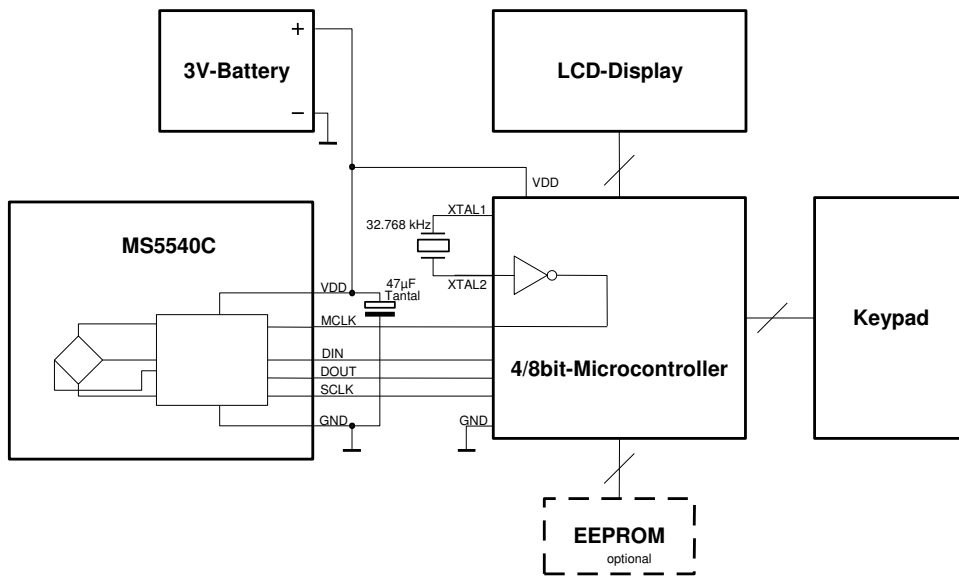 +
3V-Battery
−
LCD-Display
VDD
MS5540C
32.768 kHz
XTAL1
XTAL2
47µF
Tantal
VDD
MCLK
DIN
DOUT
SCLK
GND
GND
4/8bit-Microcontroller
Keypad
EEPROM
optional